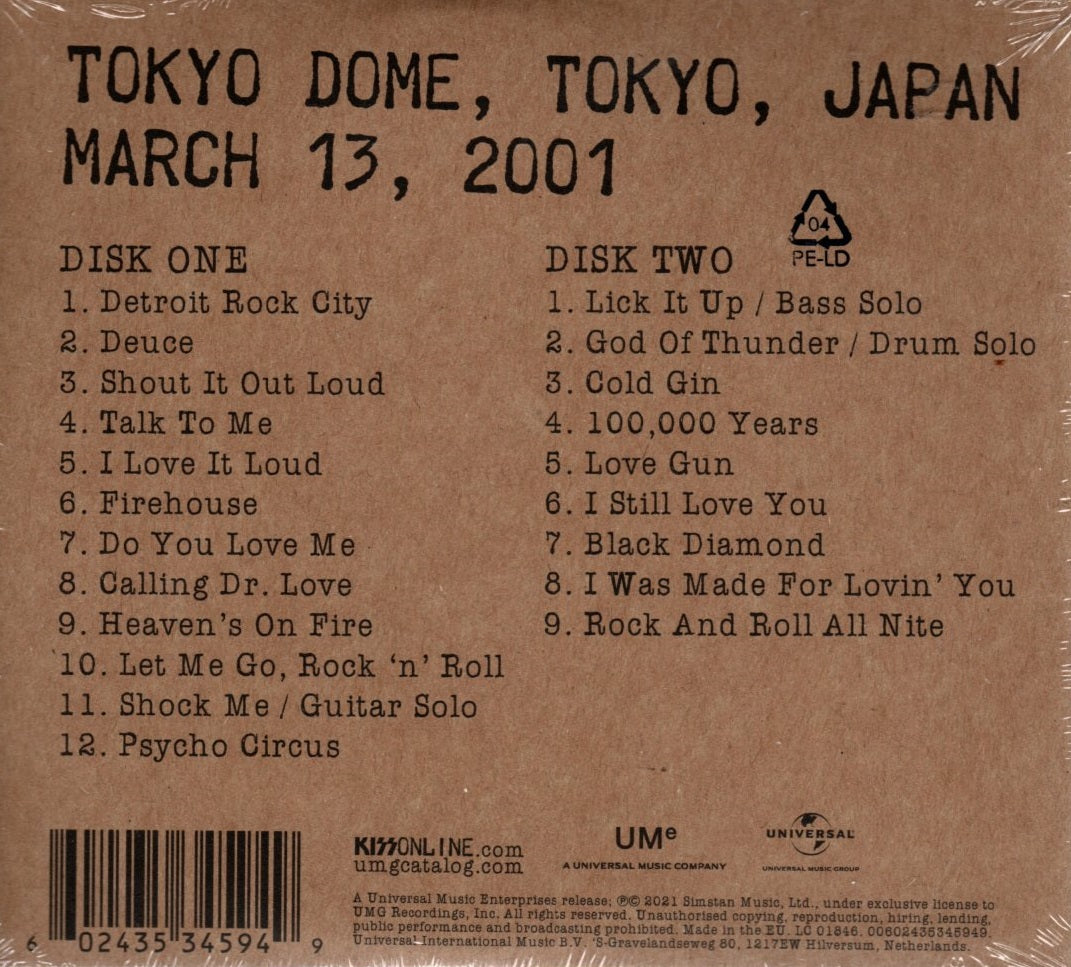 TOKYO DOME, TOKYO, JAPAN
MARCH 13, 2001
04
PE-LD
DISK ONE
1. Detroit Rock City
2. Deuce
3. Shout It Out Loud
4. Talk To Me
5. I Love It Loud
6. Firehouse
7. Do You Love Me
8. Calling Dr. Love
9. Heaven's On Fire
10. Let Me Go, Rock ‘n’ Roll
11. Shock Me / Guitar Solo
12. Psycho Circus
DISK TWO
1. Lick It Up / Bass Solo
2. God Of Thunder / Drum Solo
3. Cold Gin
4. 100,000 Years
5. Love Gun
6. I Still Love You
7. Black Diamond
8. I Was Made For Lovin’ You
9. Rock And Roll All Nite
6 02435 34594 9
KISSONLINE.com
umgcatalog.com
UMe
A UNIVERSAL MUSIC COMPANY
UNIVERSAL
UNIVERSAL MUSIC GROUP
A Universal Music Enterprises release; ℗© 2021 Simstan Music, Ltd., under exclusive license to
UMG Recordings, Inc. All rights reserved. Unauthorised copying, reproduction, hiring, lending,
public performance and broadcasting prohibited. Made in the EU. LC 01846. 00602435345949.
Universal International Music B.V. 'S-Gravelandseweg 80, 1217EW Hilversum, Netherlands.